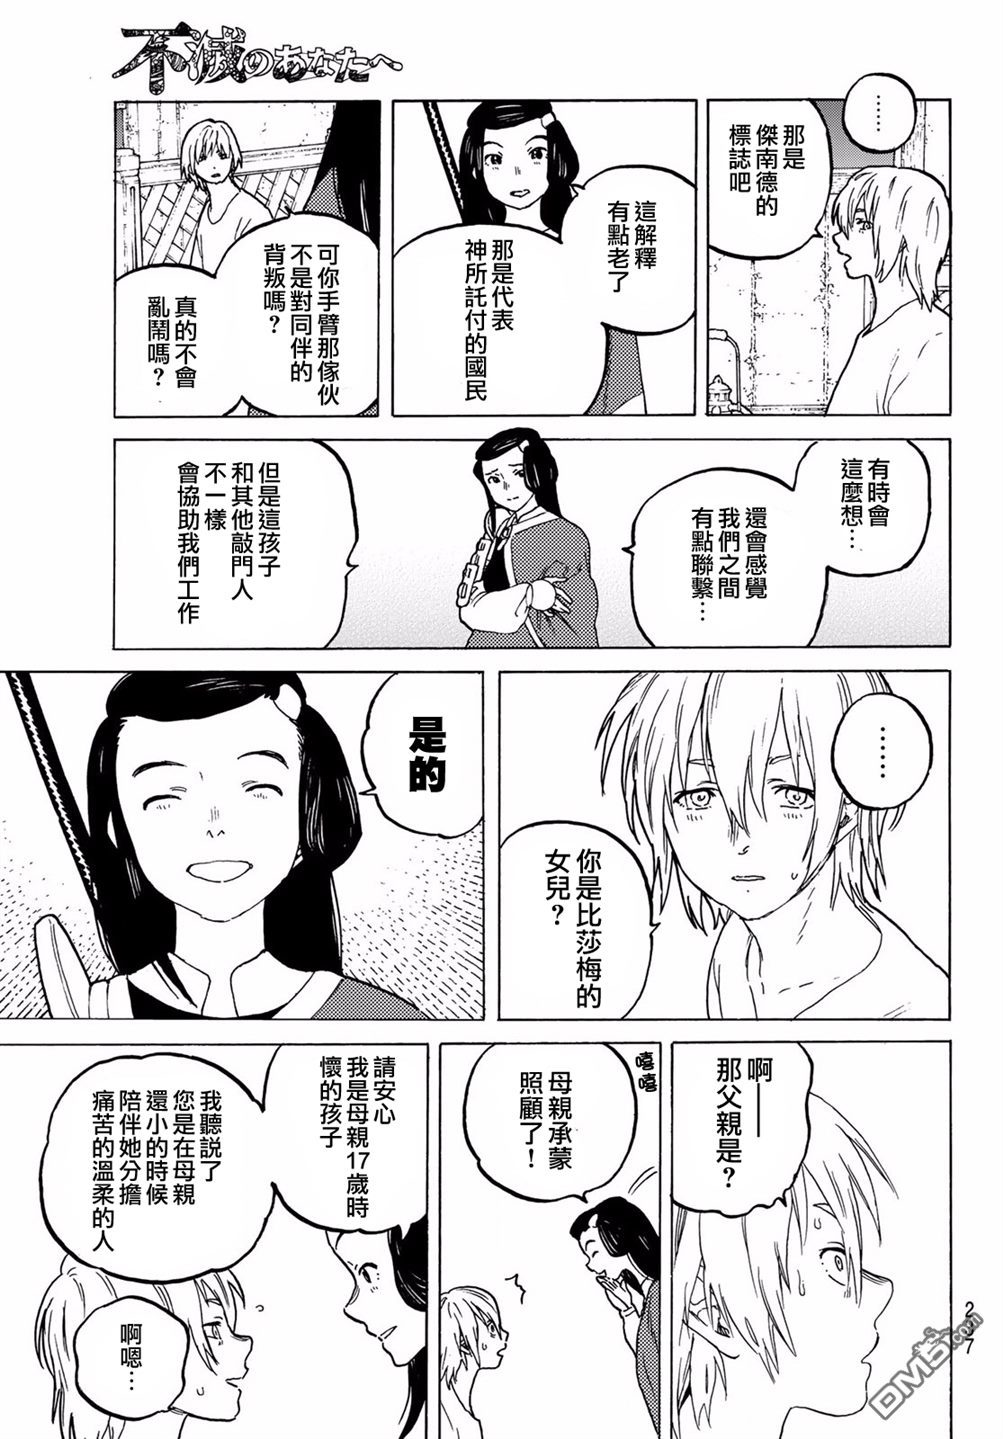 不滅のあなたへ
……
那是
傑南德的
標誌吧
這解釋
有點老了
那是代表
神所託付的國民
可你手臂那傢伙
不是對同伴的
背叛嗎？
真的不會
亂鬧嗎？
有時會
這麼想…
還會感覺
我們之間
有點聯繫…
但是這孩子
和其他敲門人
不一樣
會協助我們工作
……
你是比莎梅的
女兒？
是的
啊——
那父親是？
嘻嘻
母親承蒙
照顧了！
請安心
我是母親17歲時
懷的孩子
我聽說了
您是在母親
還小的時候
陪伴她分擔
痛苦的溫柔的人
啊嗯…
237
DM5.com